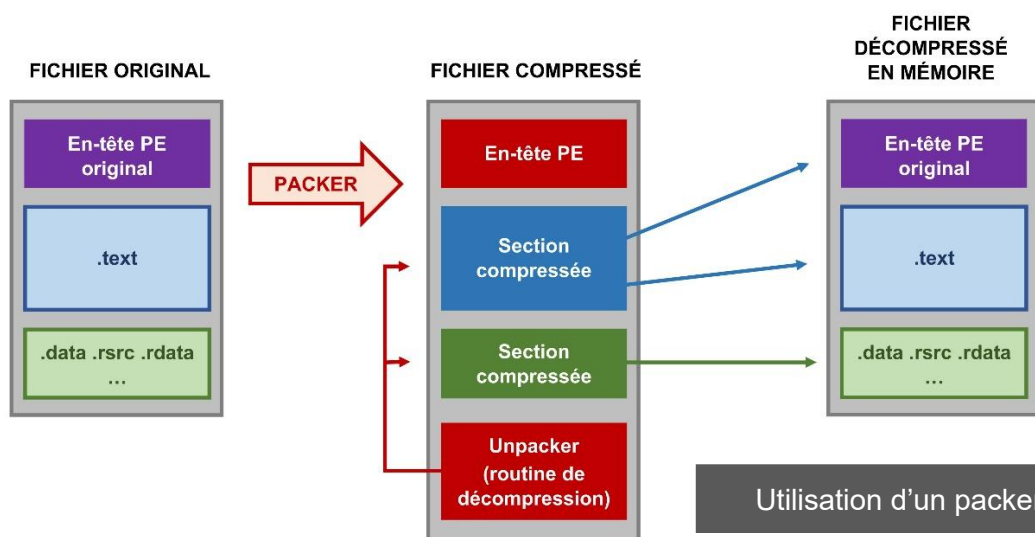 FICHIER ORIGINAL
En-tête PE
original
.text
.data .rsrc .rdata
...
PACKER
FICHIER COMPRESSÉ
En-tête PE
Section
compressée
Section
compressée
Unpacker
(routine de
décompression)
FICHIER
DÉCOMPRESSÉ
EN MÉMOIRE
En-tête PE
original
.text
.data .rsrc .rdata
...
Utilisation d’un packe